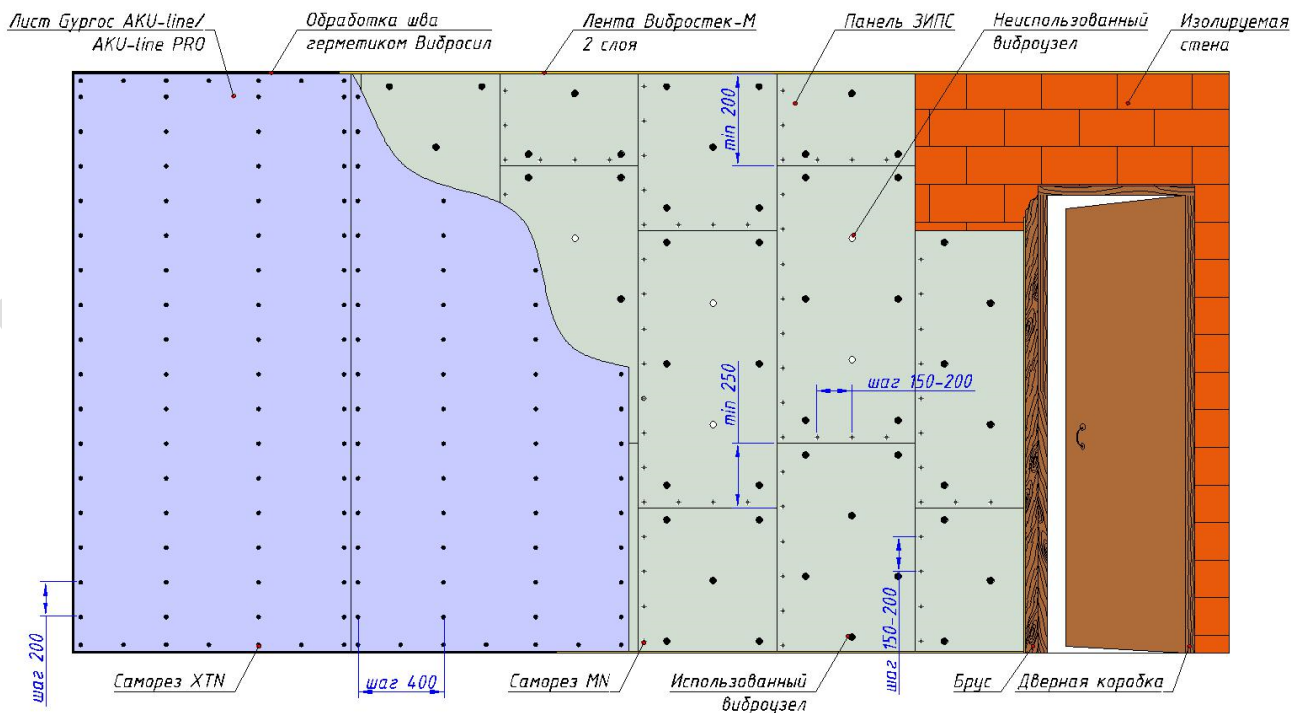 Лист Gyproc AKU-line/
AKU-line PRO
Обработка шва
герметиком Вибросил
Лента Вибростек-М
2 слоя
Панель ЗИПС
Неиспользованный
виброузел
Изолируемая
стена
min 200
шаг 150-200
min 250
шаг 150-200
шаг 200
шаг 400
Саморез XTN
Саморез MN
Использованный
виброузел
Брус
Дверная коробка